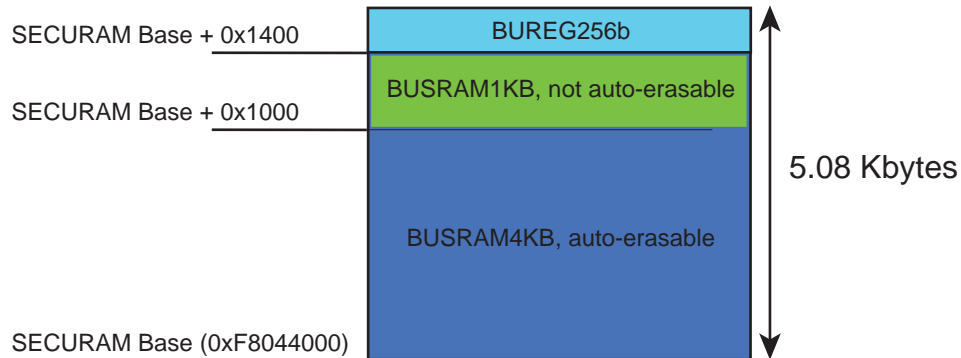 SECURAM Base + 0x1400
BUREG256b
BUSRAM1KB, not auto-erasable
SECURAM Base + 0x1000
5.08 Kbytes
BUSRAM4KB, auto-erasable
SECURAM Base (0xF8044000)